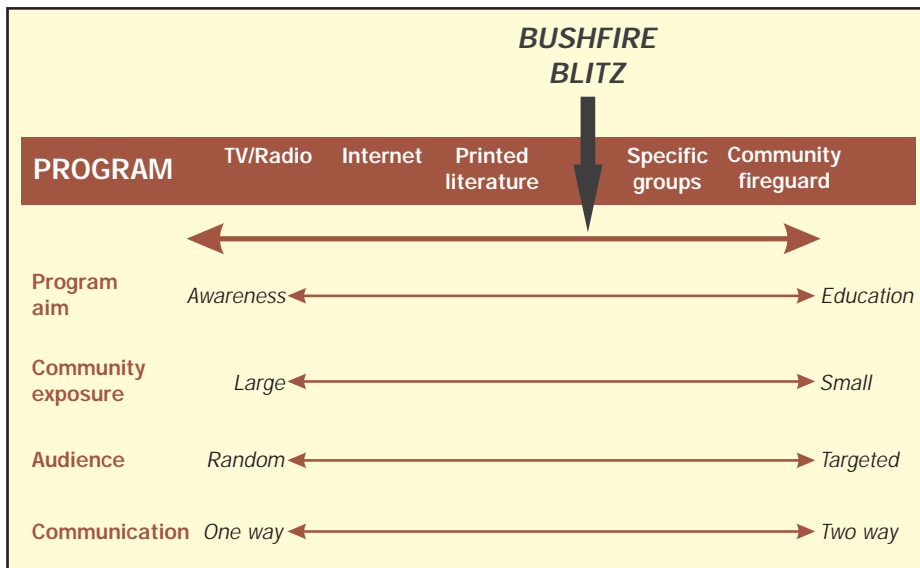 BUSHFIRE
BLITZ
PROGRAM
TV/Radio
Internet
Printed
literature
Specific
groups
Community
fireguard
Program
aim
Awareness
Education
Community
exposure
Large
Small
Audience
Random
Targeted
Communication
One way
Two way